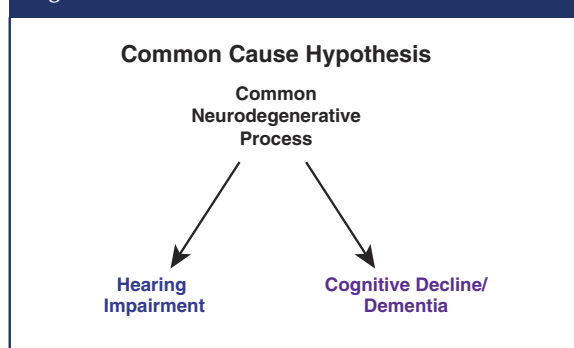 Common Cause Hypothesis
Common
Neurodegenerative
Process
Hearing
Impairment
Cognitive Decline/
Dementia